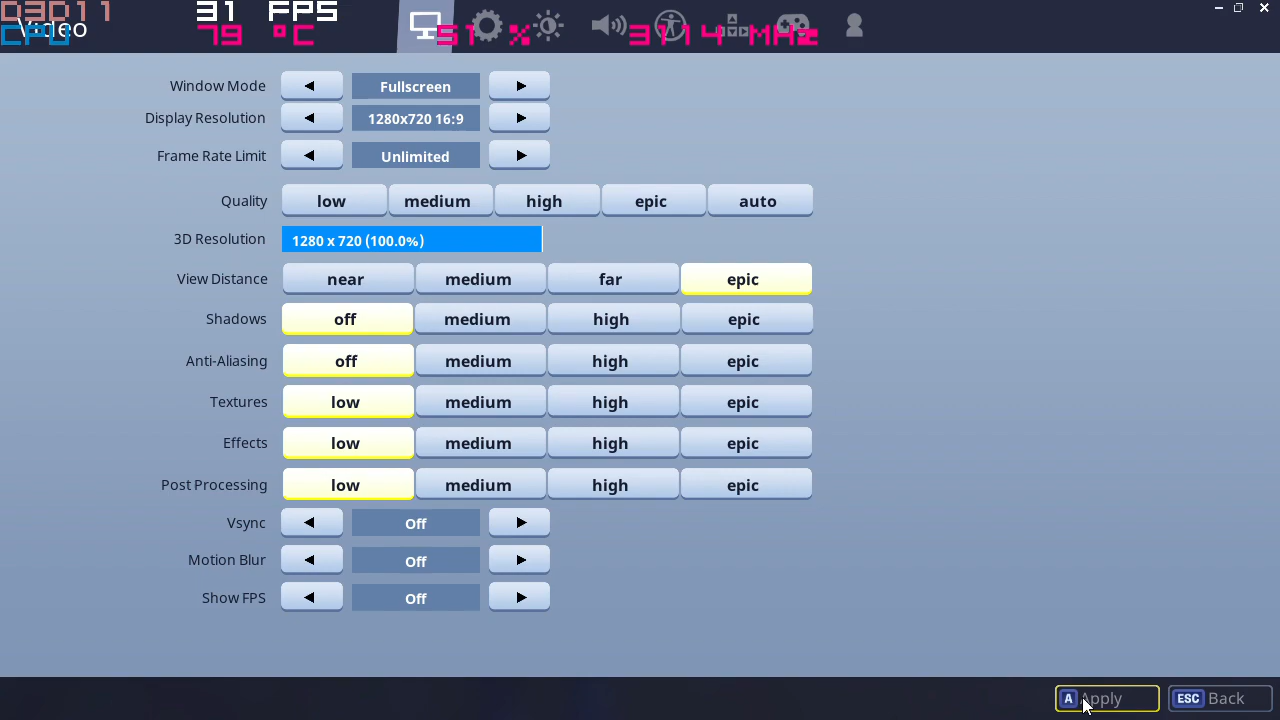 D3D11 31 FPS
Video
CPU 79 °C 51 % 3714 MHz
Window Mode Fullscreen
Display Resolution 1280x720 16:9
Frame Rate Limit Unlimited
Quality low medium high epic auto
3D Resolution 1280 x 720 (100.0%)
View Distance near medium far epic
Shadows off medium high epic
Anti-Aliasing off medium high epic
Textures low medium high epic
Effects low medium high epic
Post Processing low medium high epic
Vsync Off
Motion Blur Off
Show FPS Off
A Apply ESC Back